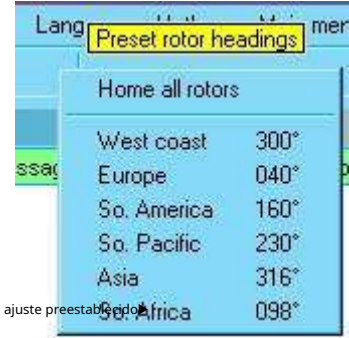 Lang
Preset rotor headings
Home all rotors
West coast 300°
Europe 040°
So. America 160°
So. Pacific 230°
Asia 316°
So. Africa 098°
ajuste preestablecido